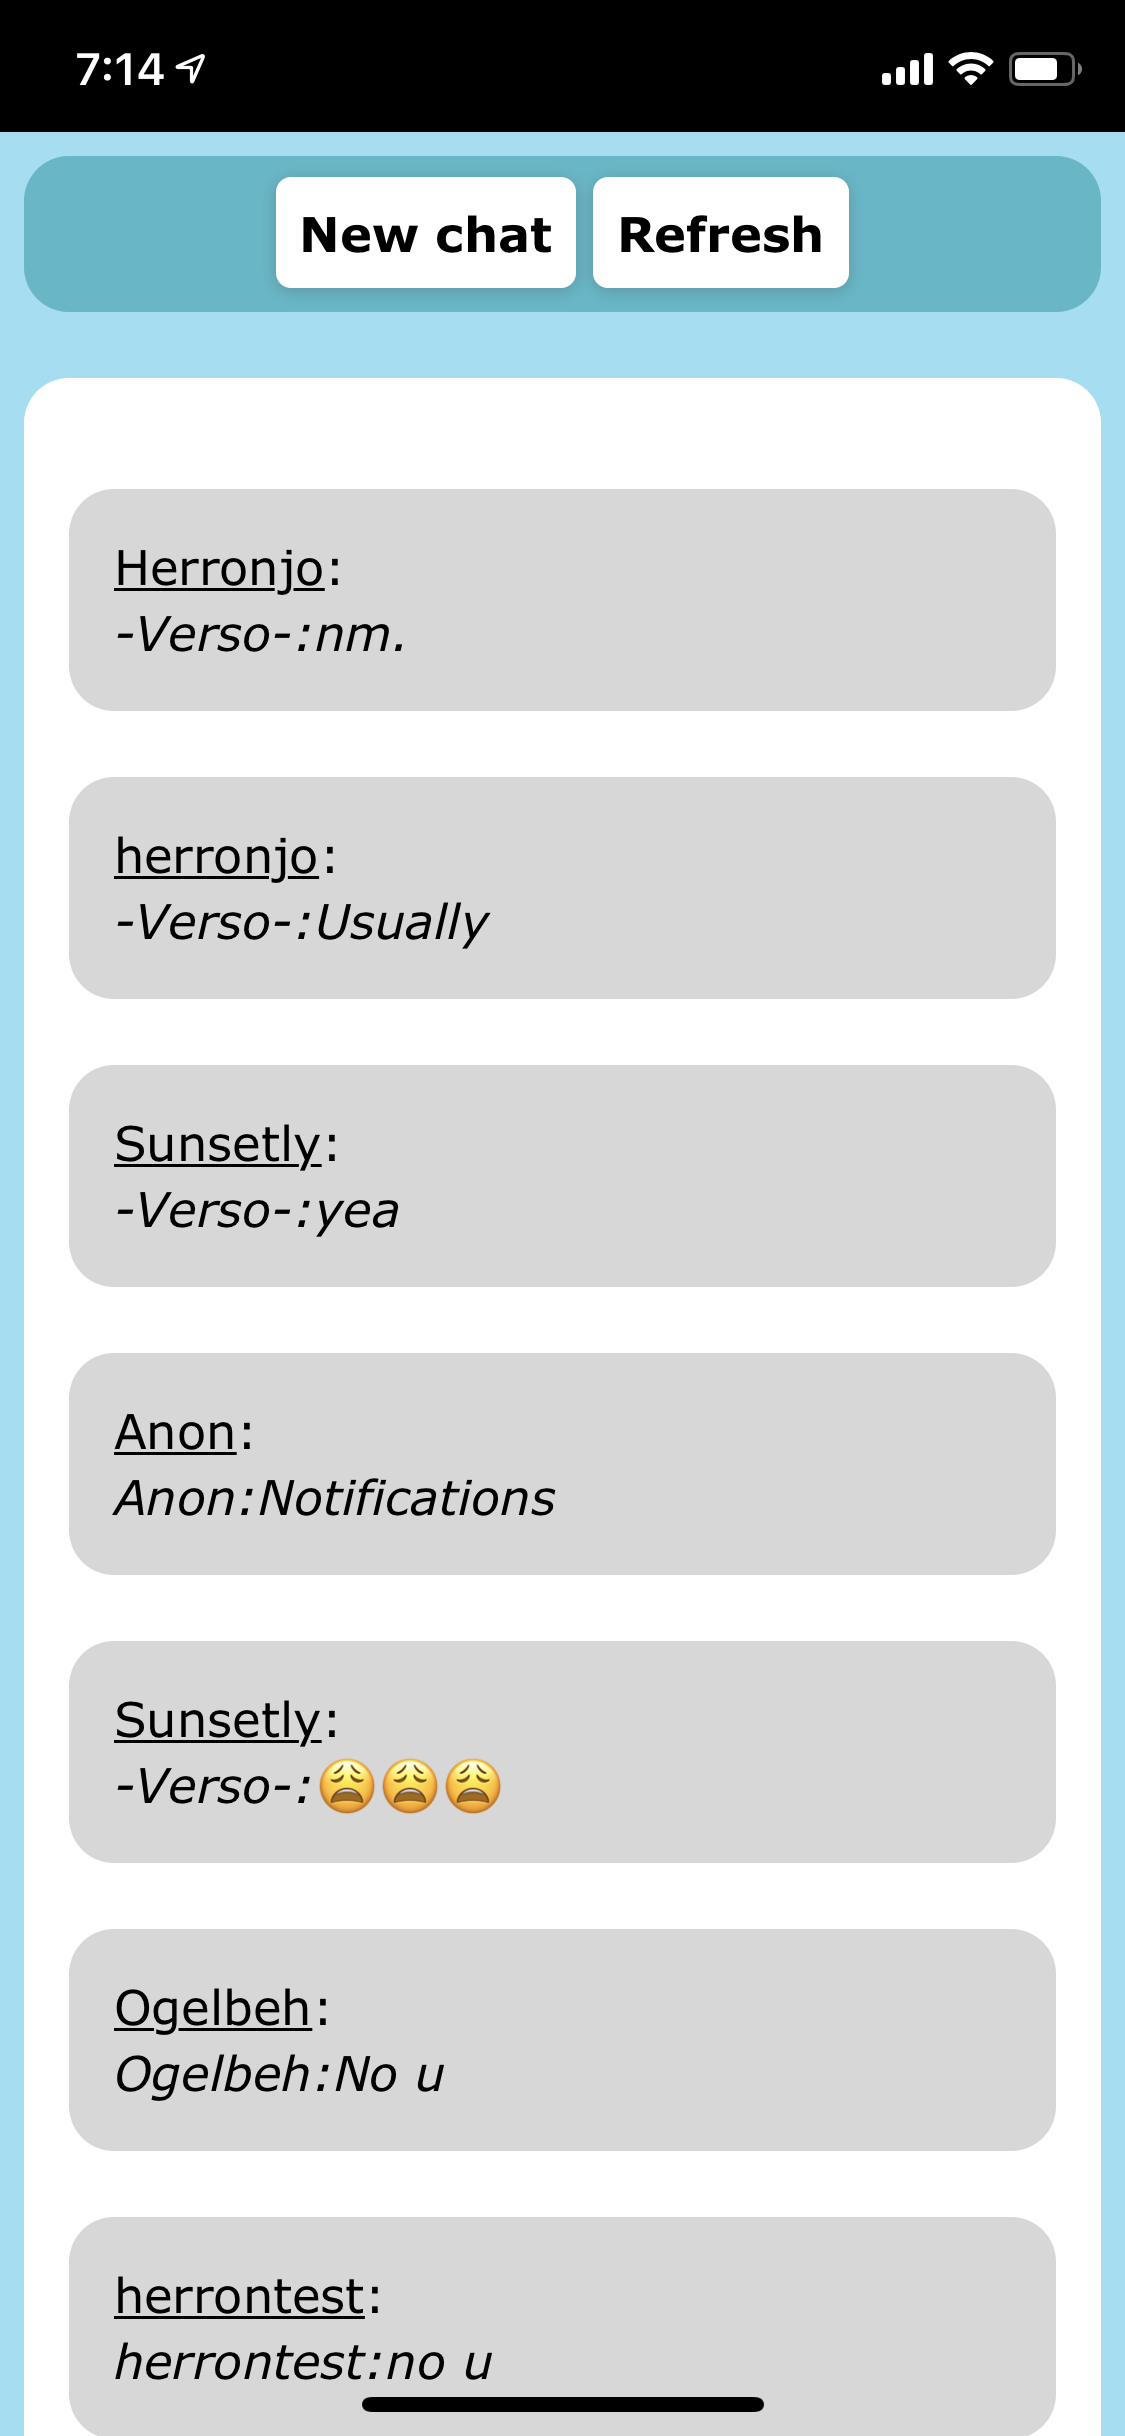 7:14
New chat Refresh
Herronjo:
-Verso-:nm.
herronjo:
-Verso-:Usually
Sunsetly:
-Verso-:yea
Anon:
Anon:Notifications
Sunsetly:
-Verso-:😩😩😩
Ogelbeh:
Ogelbeh:No u
herrontest:
herrontest:no u